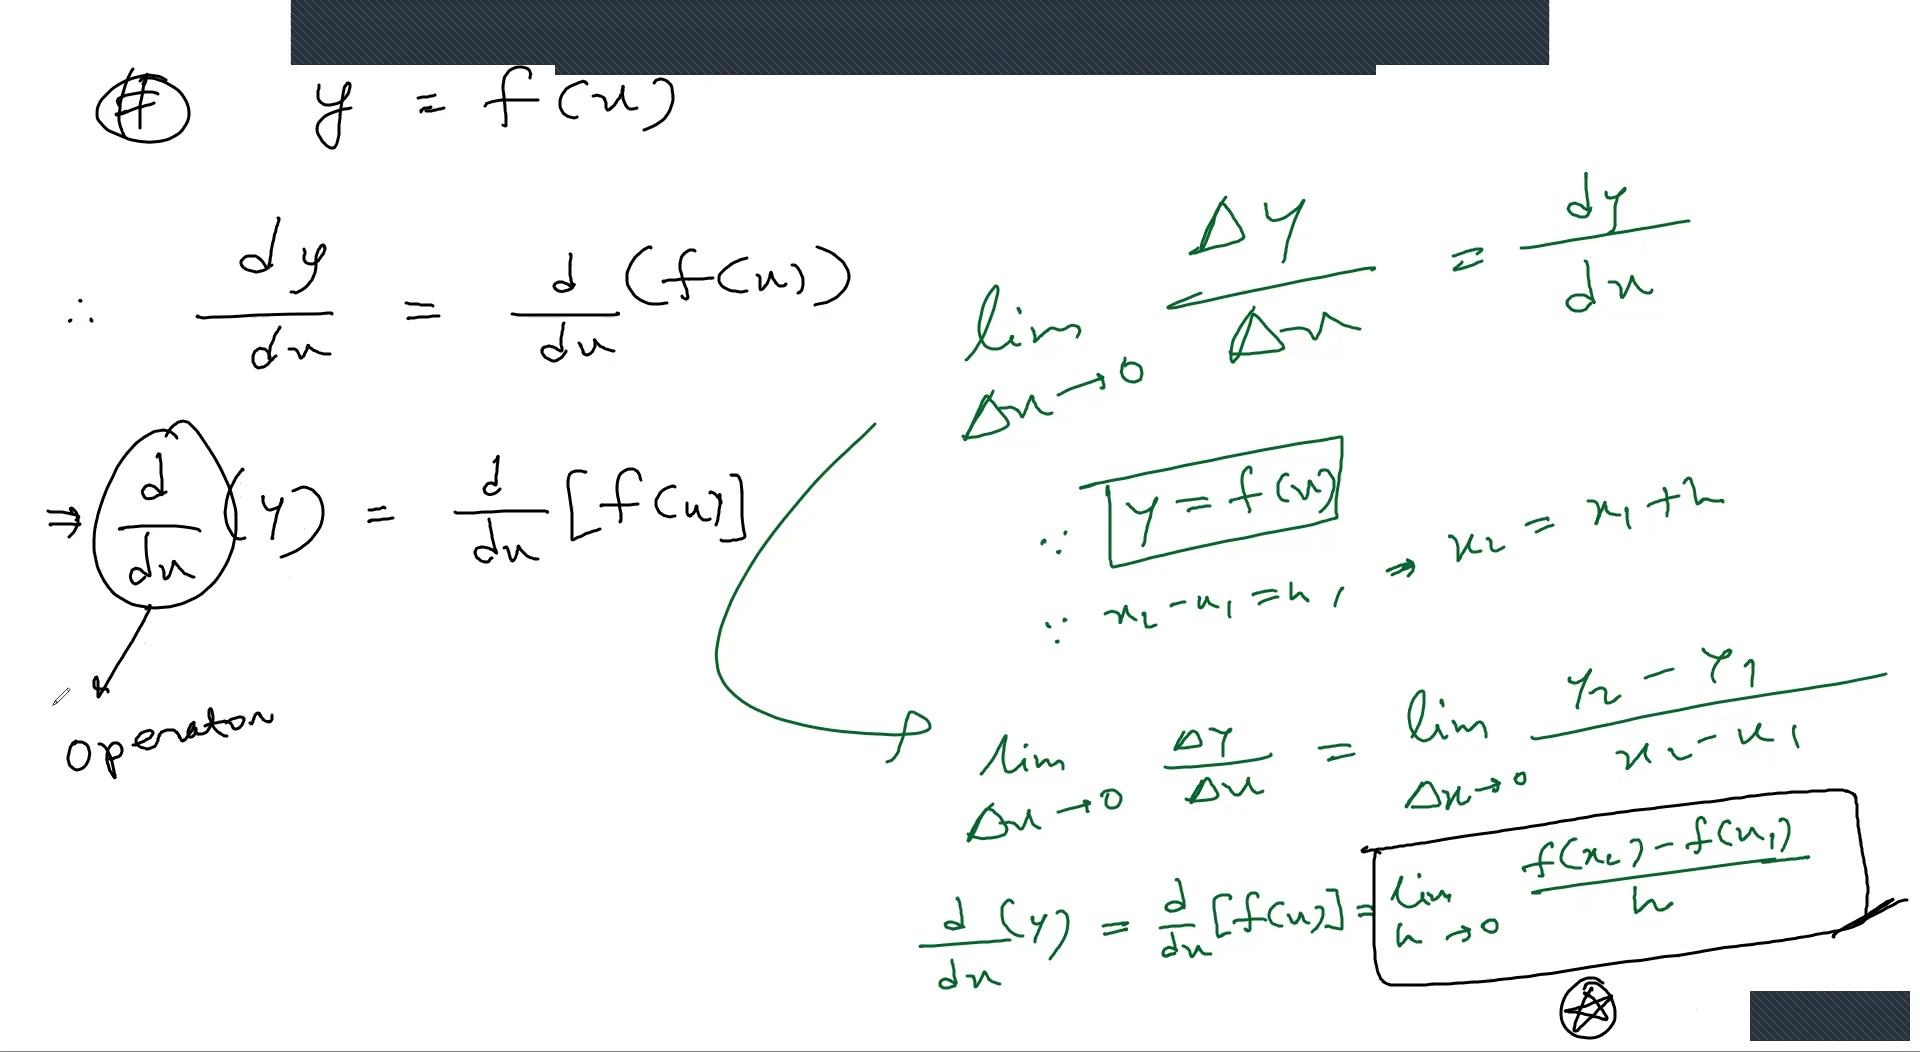 # y = f(x)
∴ dy/dx = d/dx (f(x))
⇒ d/dx (y) = d/dx [f(x)]
operator
lim Δx→0 Δy/Δx = dy/dx
∵ y = f(x)
∵ x₂ - x₁ = h, ⇒ x₂ = x₁ + h
lim Δx→0 Δy/Δx = lim Δx→0 y₂ - y₁ / x₂ - x₁
d/dx (y) = d/dx [f(x)] = lim h→0 f(x₂) - f(x₁) / h